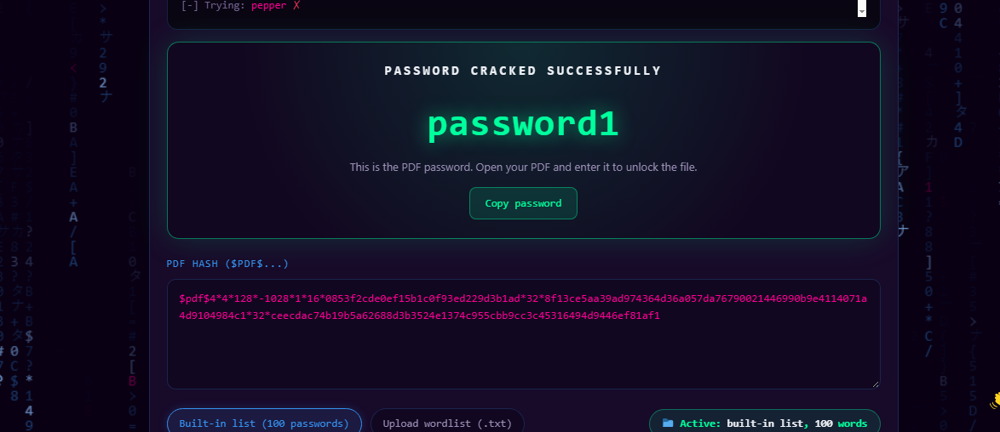 [-] Trying: pepper X
PASSWORD CRACKED SUCCESSFULLY
password1
This is the PDF password. Open your PDF and enter it to unlock the file.
Copy password
PDF HASH ($PDF$...)
$pdf$4*4*128*-1028*1*16*0853f2cde0ef15b1c0f93ed229d3b1ad*32*8f13ce5aa39ad974364d36a057da76790021446990b9e4114071a
4d9104984c1*32*ceecdac74b19b5a62688d3b3524e1374c955cbb9cc3c45316494d9446ef81af1
Built-in list (100 passwords)
Upload wordlist (.txt)
Active: built-in list, 100 words